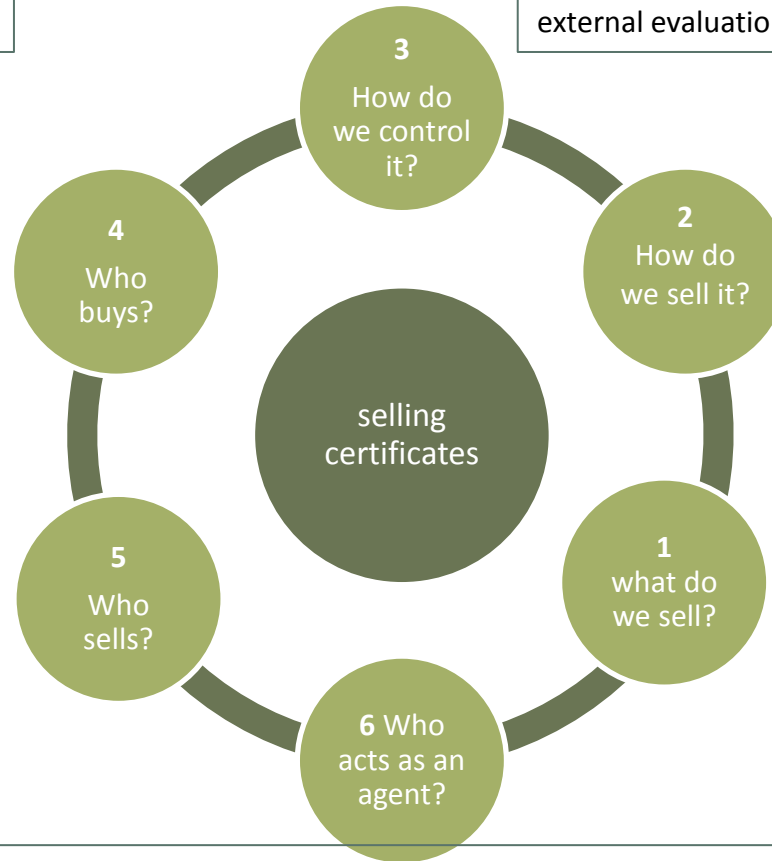 external evaluatio
3
How do
we control
it?
4
Who
buys?
2
How do
we sell it?
selling
certificates
5
Who
sells?
1
what do
we sell?
6 Who
acts as an
agent?